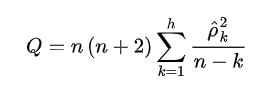 Q = n (n + 2) \sum_{k=1}^{h} \frac{\hat{\rho}_k^2}{n - k}